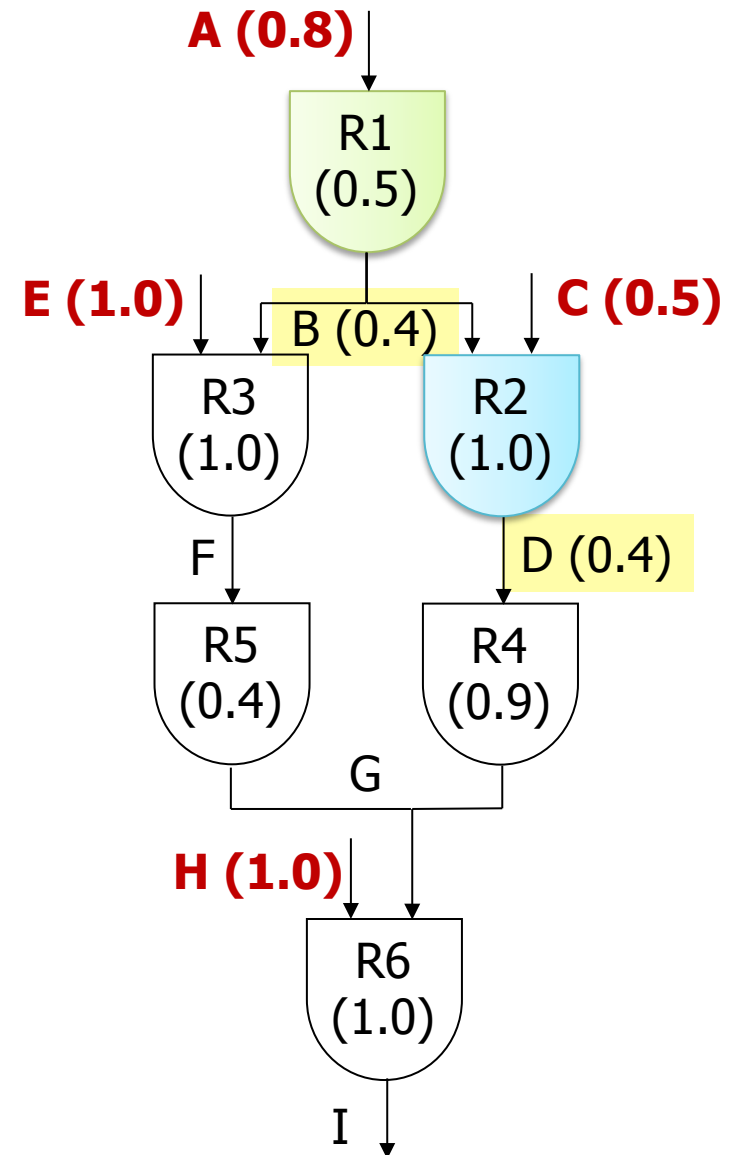 A (0.8)
R1
(0.5)
E (1.0)
B (0.4)
C (0.5)
R3
(1.0)
R2
(1.0)
F
D (0.4)
R5
(0.4)
R4
(0.9)
G
H (1.0)
R6
(1.0)
I